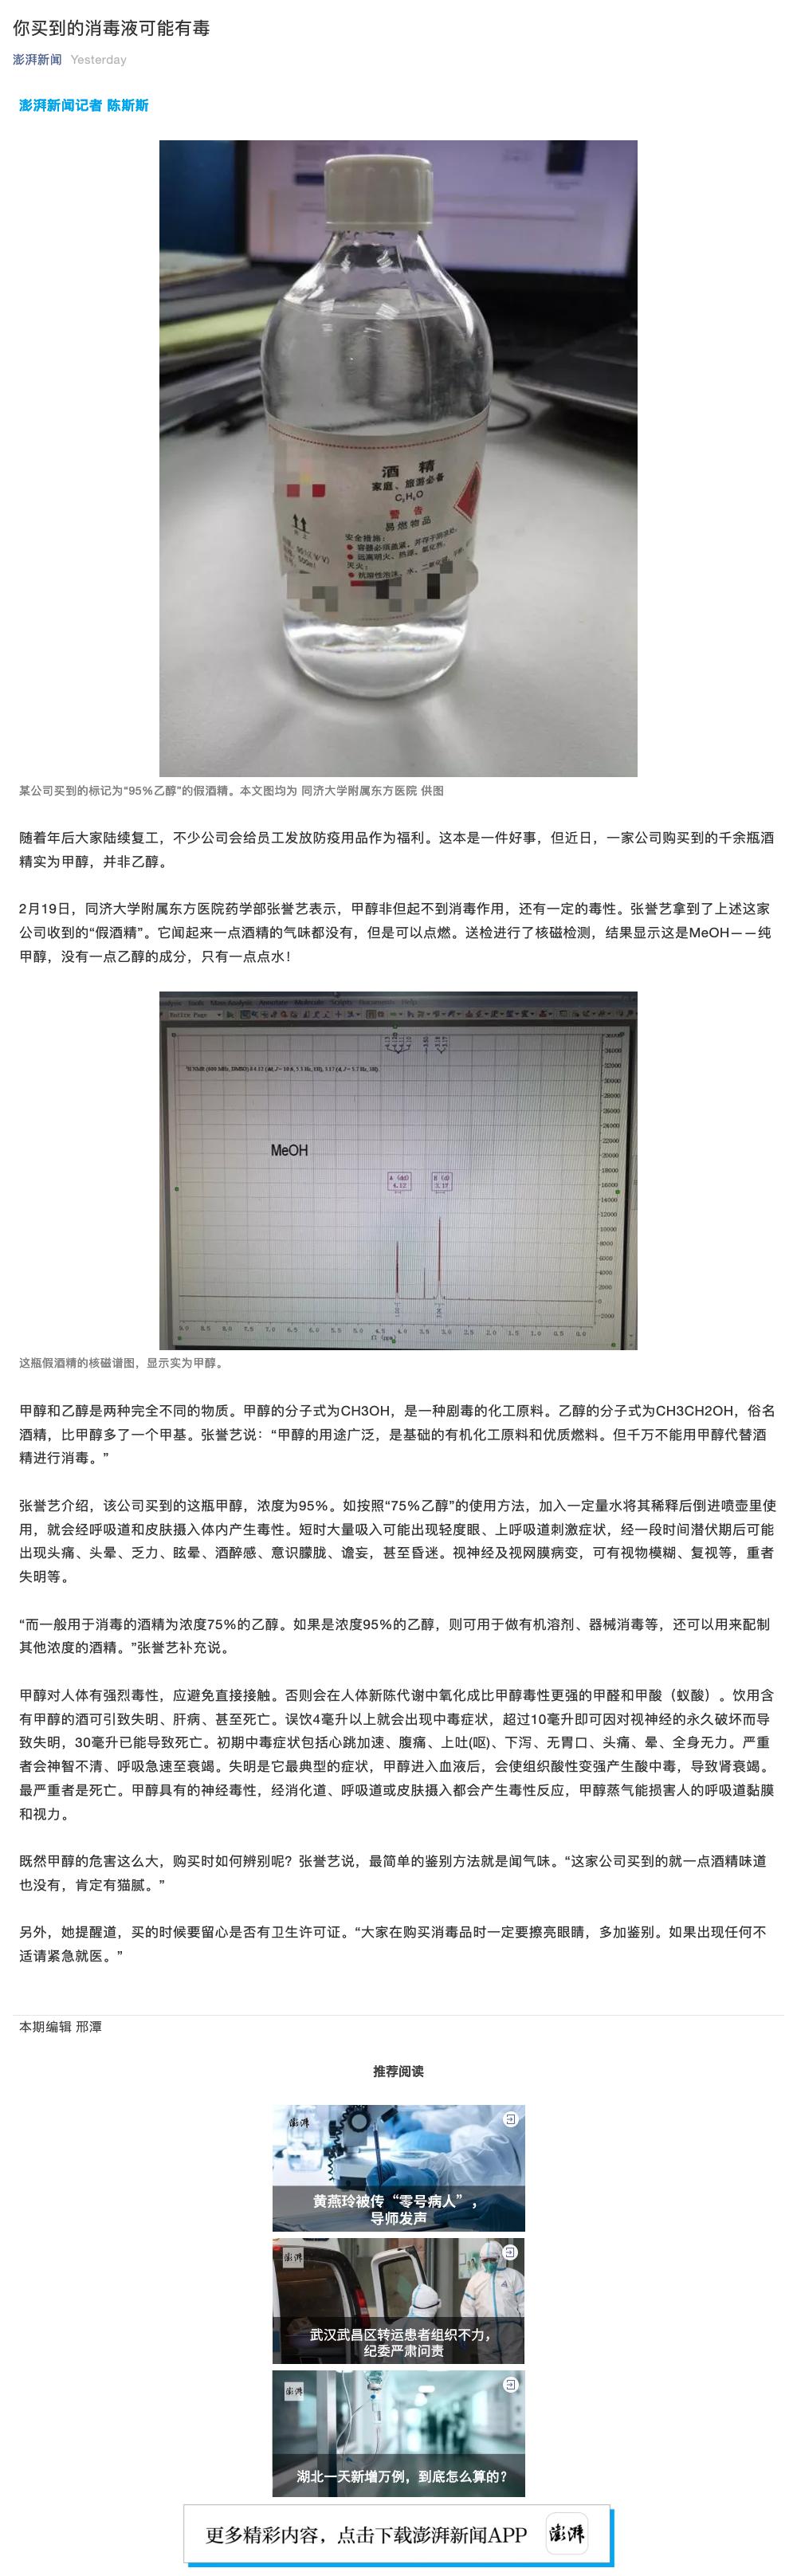 你买到的消毒液可能有毒
澎湃新闻 Yesterday
澎湃新闻记者 陈斯斯
酒 精
家庭、旅游必备
C₂H₆O
警 告
易燃物品
安全措施：
灭火：
某公司买到的标记为“95%乙醇”的假酒精。本文图均为 同济大学附属东方医院 供图
随着年后大家陆续复工，不少公司会给员工发放防疫用品作为福利。这本是一件好事，但近日，一家公司购买到的千余瓶酒
精实为甲醇，并非乙醇。
2月19日，同济大学附属东方医院药学部张誉艺表示，甲醇非但起不到消毒作用，还有一定的毒性。张誉艺拿到了上述这家
公司收到的“假酒精”。它闻起来一点酒精的气味都没有，但是可以点燃。送检进行了核磁检测，结果显示这是MeOH——纯
甲醇，没有一点乙醇的成分，只有一点点水！
MeOH
这瓶假酒精的核磁谱图，显示实为甲醇。
甲醇和乙醇是两种完全不同的物质。甲醇的分子式为CH3OH，是一种剧毒的化工原料。乙醇的分子式为CH3CH2OH，俗名
酒精，比甲醇多了一个甲基。张誉艺说：“甲醇的用途广泛，是基础的有机化工原料和优质燃料。但千万不能用甲醇代替酒
精进行消毒。”
张誉艺介绍，该公司买到的这瓶甲醇，浓度为95%。如按照“75%乙醇”的使用方法，加入一定量水将其稀释后倒进喷壶里使
用，就会经呼吸道和皮肤摄入体内产生毒性。短时大量吸入可能出现轻度眼、上呼吸道刺激症状，经一段时间潜伏期后可能
出现头痛、头晕、乏力、眩晕、酒醉感、意识朦胧、谵妄，甚至昏迷。视神经及视网膜病变，可有视物模糊、复视等，重者
失明等。
“而一般用于消毒的酒精为浓度75%的乙醇。如果是浓度95%的乙醇，则可用于做有机溶剂、器械消毒等，还可以用来配制
其他浓度的酒精。”张誉艺补充说。
甲醇对人体有强烈毒性，应避免直接接触。否则会在人体新陈代谢中氧化成比甲醇毒性更强的甲醛和甲酸（蚁酸）。饮用含
有甲醇的酒可引致失明、肝病、甚至死亡。误饮4毫升以上就会出现中毒症状，超过10毫升即可因对视神经的永久破坏而导
致失明，30毫升已能导致死亡。初期中毒症状包括心跳加速、腹痛、上吐(呕)、下泻、无胃口、头痛、晕、全身无力。严重
者会神智不清、呼吸急速至衰竭。失明是它最典型的症状，甲醇进入血液后，会使组织酸性变强产生酸中毒，导致肾衰竭。
最严重者是死亡。甲醇具有的神经毒性，经消化道、呼吸道或皮肤摄入都会产生毒性反应，甲醇蒸气能损害人的呼吸道黏膜
和视力。
既然甲醇的危害这么大，购买时如何辨别呢？张誉艺说，最简单的鉴别方法就是闻气味。“这家公司买到的就一点酒精味道
也没有，肯定有猫腻。”
另外，她提醒道，买的时候要留心是否有卫生许可证。“大家在购买消毒品时一定要擦亮眼睛，多加鉴别。如果出现任何不
适请紧急就医。”
本期编辑 邢潭
推荐阅读
澎湃
黄燕玲被传“零号病人”，
导师发声
澎湃
武汉武昌区转运患者组织不力，
纪委严肃问责
澎湃
湖北一天新增万例，到底怎么算的？
更多精彩内容，点击下载澎湃新闻APP 澎湃